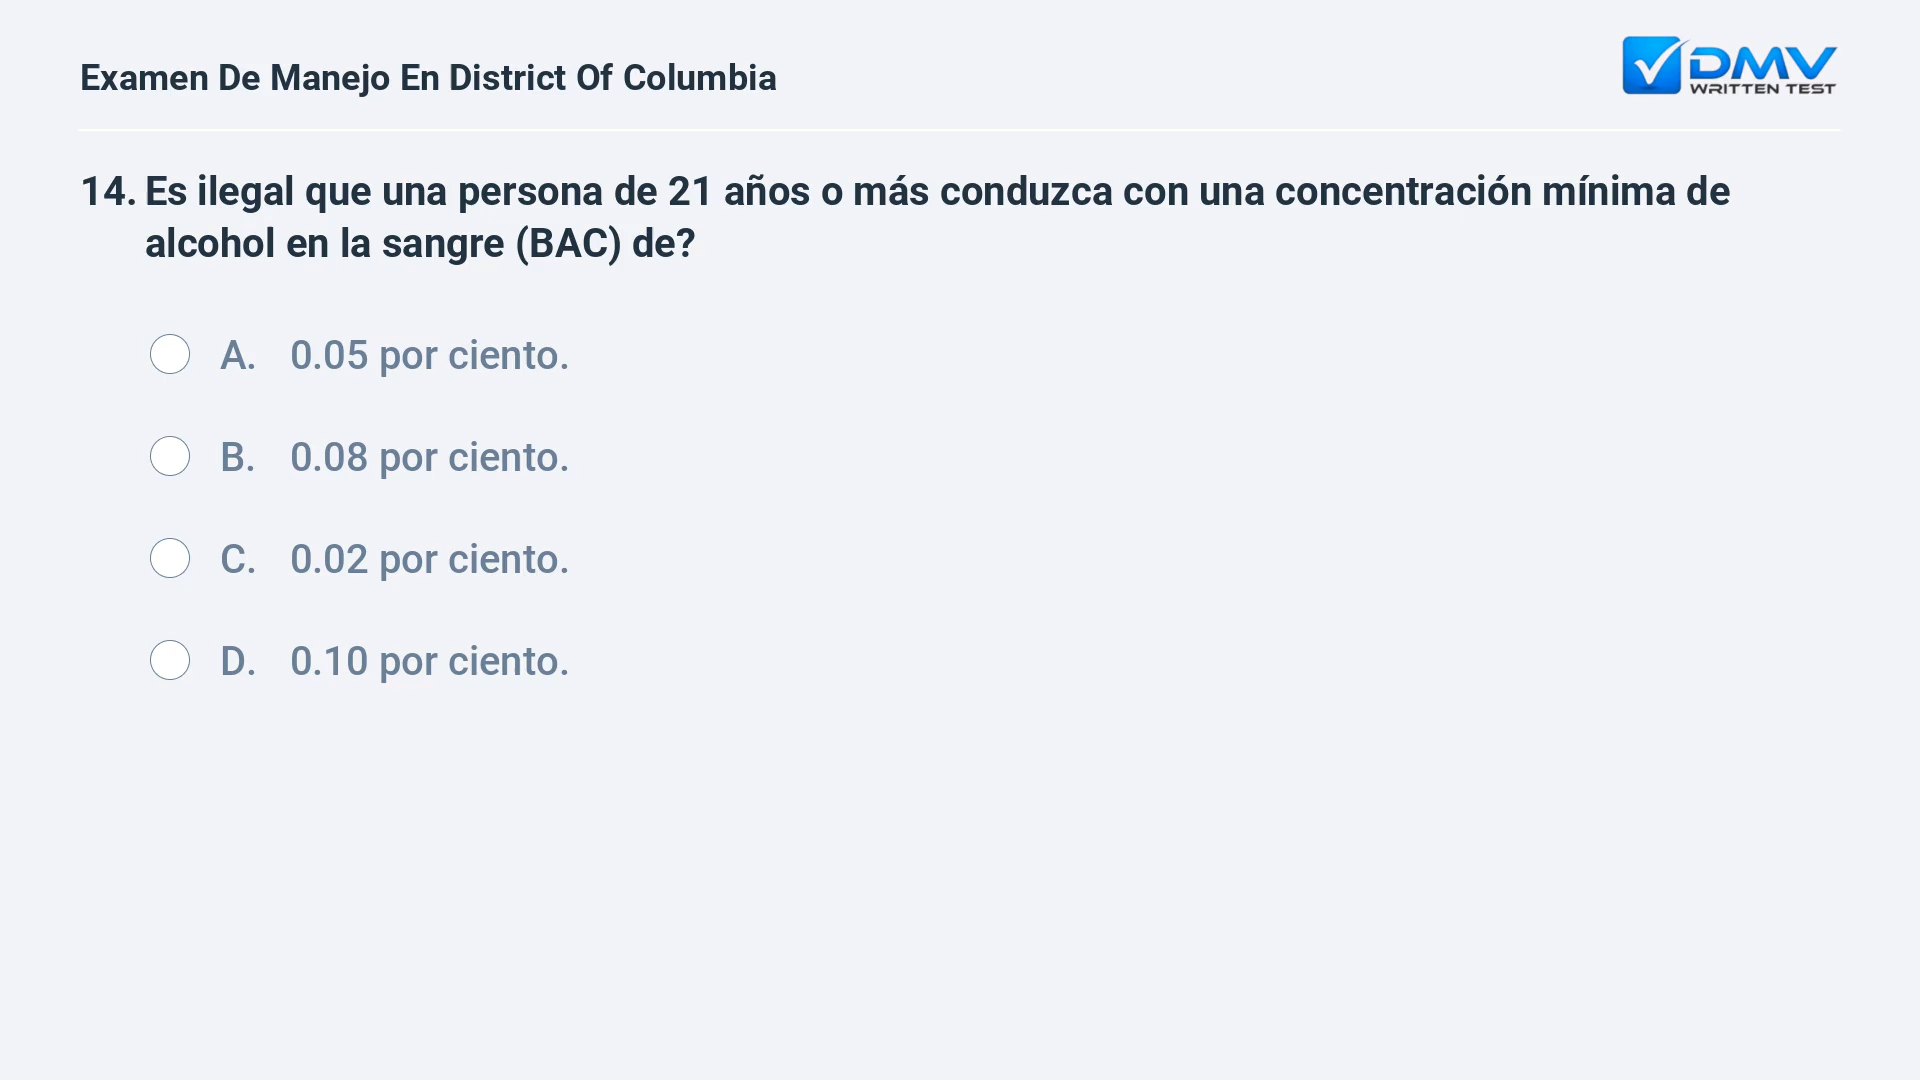 Examen De Manejo En District Of Columbia
DMV
WRITTEN TEST
14. Es ilegal que una persona de 21 años o más conduzca con una concentración mínima de
alcohol en la sangre (BAC) de?
A. 0.05 por ciento.
B. 0.08 por ciento.
C. 0.02 por ciento.
D. 0.10 por ciento.